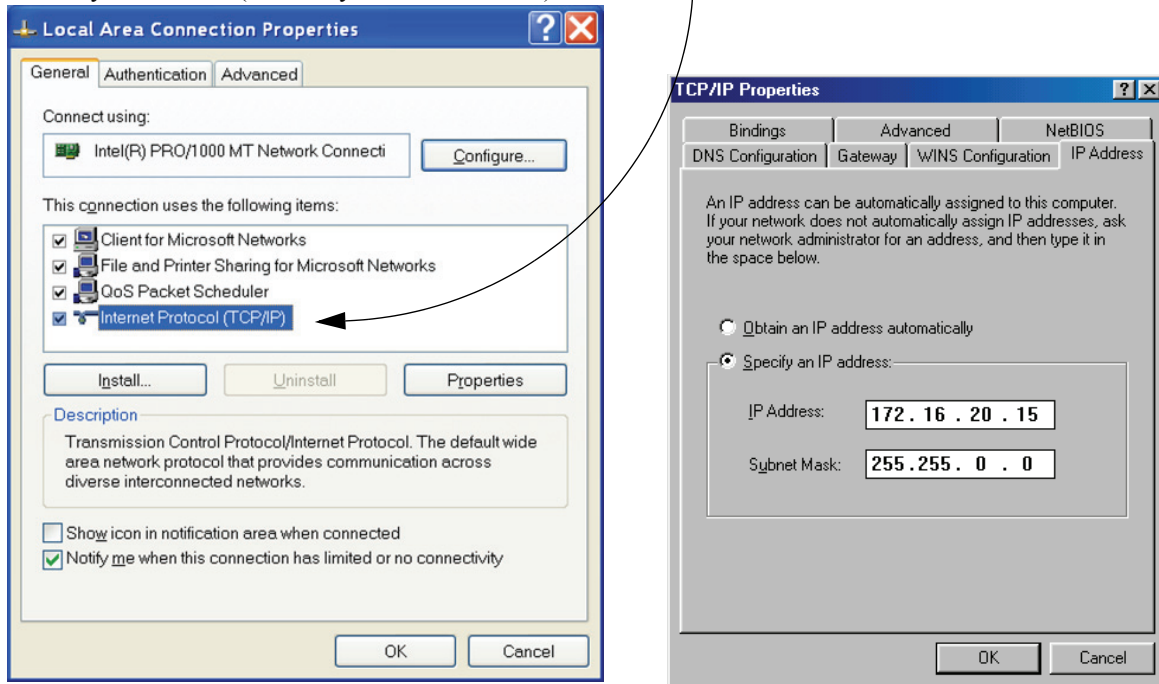 Local Area Connection Properties
General Authentication Advanced
Connect using:
Intel(R) PRO/1000 MT Network Connecti
Configure...
This connection uses the following items:
Client for Microsoft Networks
File and Printer Sharing for Microsoft Networks
QoS Packet Scheduler
Internet Protocol (TCP/IP)
Install... Uninstall Properties
Description
Transmission Control Protocol/Internet Protocol. The default wide
area network protocol that provides communication across
diverse interconnected networks.
Show icon in notification area when connected
Notify me when this connection has limited or no connectivity
OK Cancel
TCP/IP Properties
Bindings Advanced NetBIOS
DNS Configuration Gateway WINS Configuration IP Address
An IP address can be automatically assigned to this computer.
If your network does not automatically assign IP addresses, ask
your network administrator for an address, and then type it in
the space below.
Obtain an IP address automatically
Specify an IP address:
IP Address: 172 . 16 . 20 . 15
Subnet Mask: 255 . 255 . 0 . 0
OK Cancel